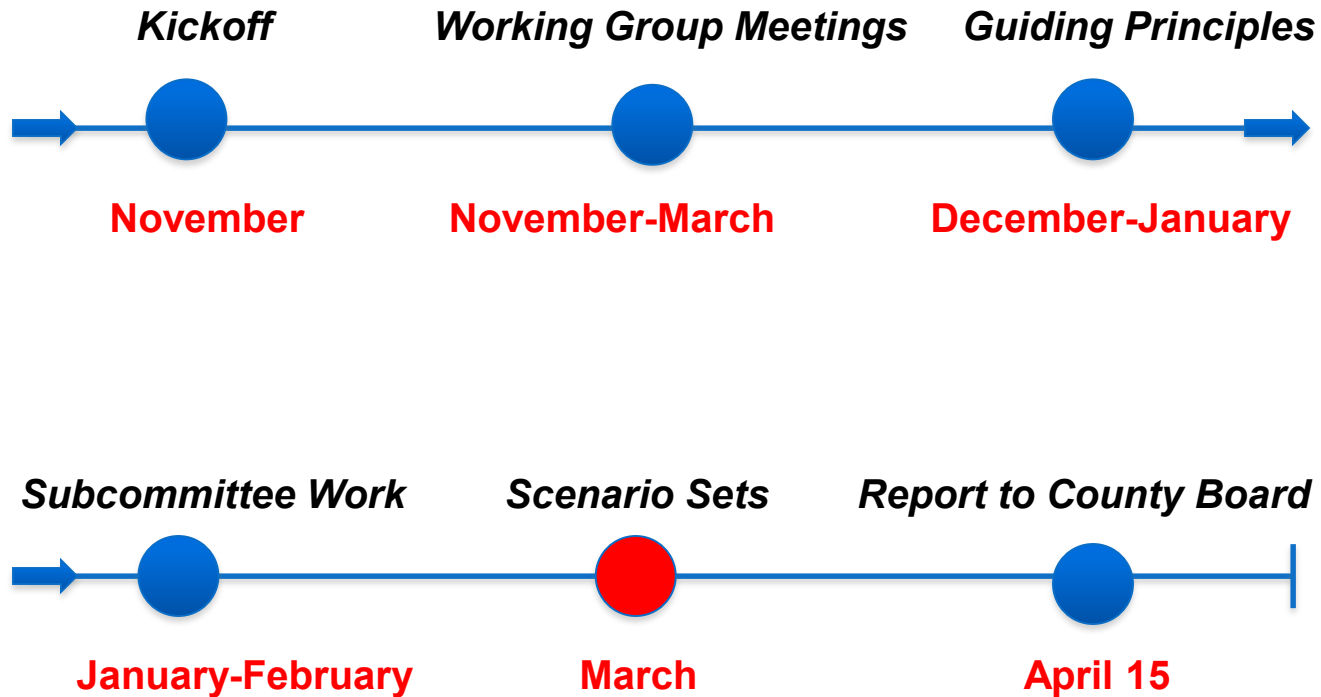 Kickoff
Working Group Meetings
Guiding Principles
November
November-March
December-January
Subcommittee Work
Scenario Sets
Report to County Board
January-February
March
April 15